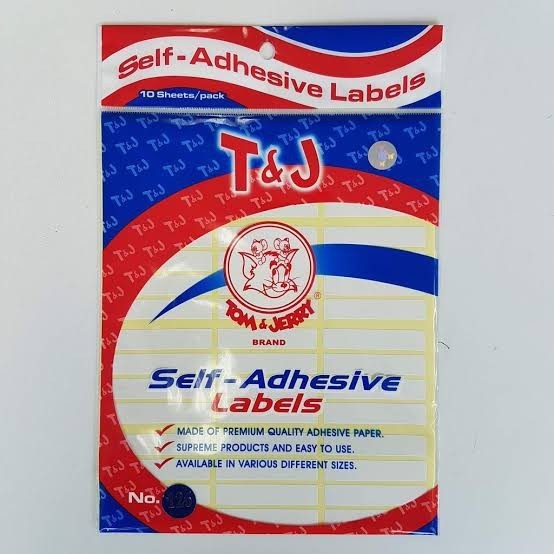 Self-Adhesive Labels
10 Sheets/pack
T&J
TOM & JERRY®
BRAND
Self-Adhesive
Labels
✓ MADE OF PREMIUM QUALITY ADHESIVE PAPER.
✓ SUPREME PRODUCTS AND EASY TO USE.
✓ AVAILABLE IN VARIOUS DIFFERENT SIZES.
No. 126